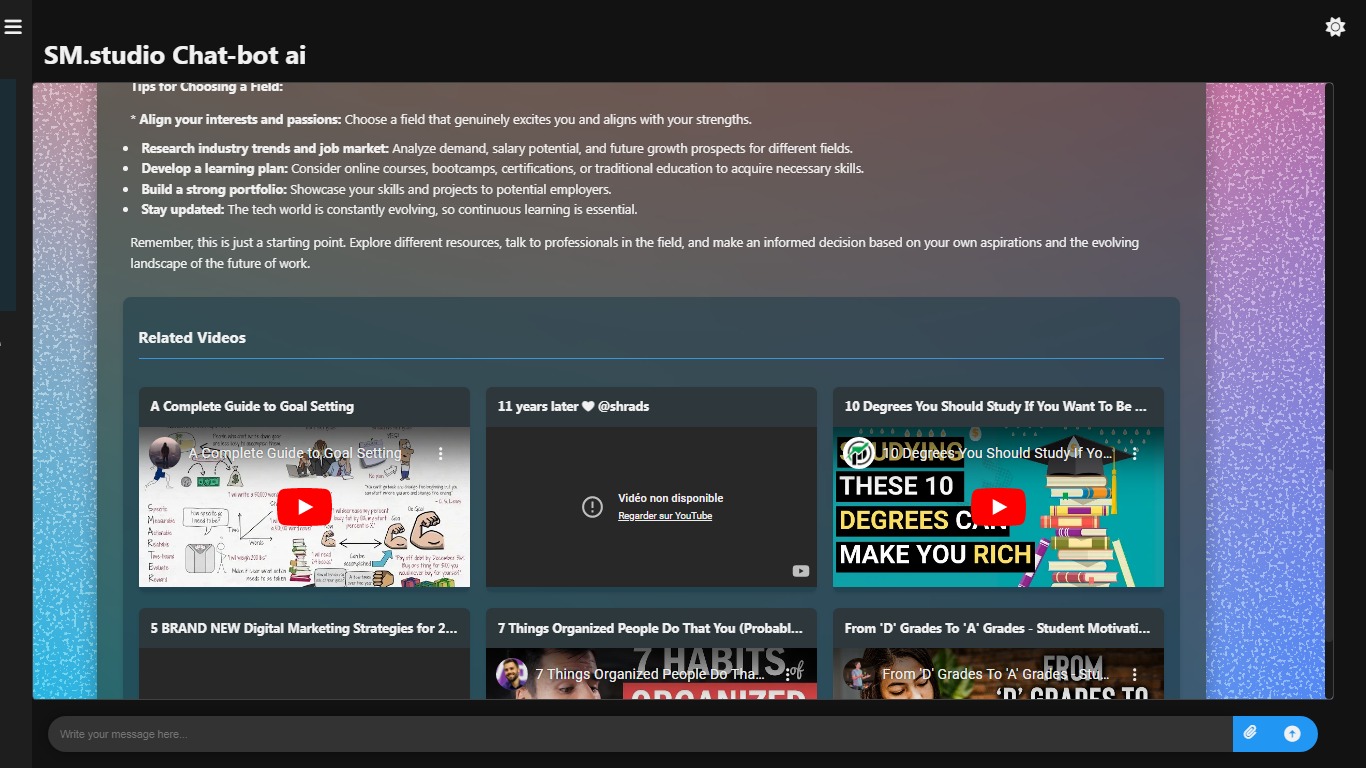 SM.studio Chat-bot ai
Tips for Choosing a Field:
* Align your interests and passions: Choose a field that genuinely excites you and aligns with your strengths.
• Research industry trends and job market: Analyze demand, salary potential, and future growth prospects for different fields.
• Develop a learning plan: Consider online courses, bootcamps, certifications, or traditional education to acquire necessary skills.
• Build a strong portfolio: Showcase your skills and projects to potential employers.
• Stay updated: The tech world is constantly evolving, so continuous learning is essential.
Remember, this is just a starting point. Explore different resources, talk to professionals in the field, and make an informed decision based on your own aspirations and the evolving
landscape of the future of work.
Related Videos
A Complete Guide to Goal Setting
A Complete Guide to Goal Setting
Specific
Measurable
Time-bound
Evaluate
Reward
Words
11 years later ❤ @shrads
Vidéo non disponible
Regarder sur YouTube
10 Degrees You Should Study If You Want To Be ...
10 Degrees You Should Study If Yo...
STUDYING
THESE 10
DEGREES CAN
MAKE YOU RICH
5 BRAND NEW Digital Marketing Strategies for 2...
7 Things Organized People Do That You (Probabl...
7 Things Organized People Do Tha...
7 HABITS of
ORGANIZED
From 'D' Grades To 'A' Grades - Student Motivati...
From 'D' Grades To 'A' Grades - Stu...
FROM
'D' GRADES TO
Write your message here...